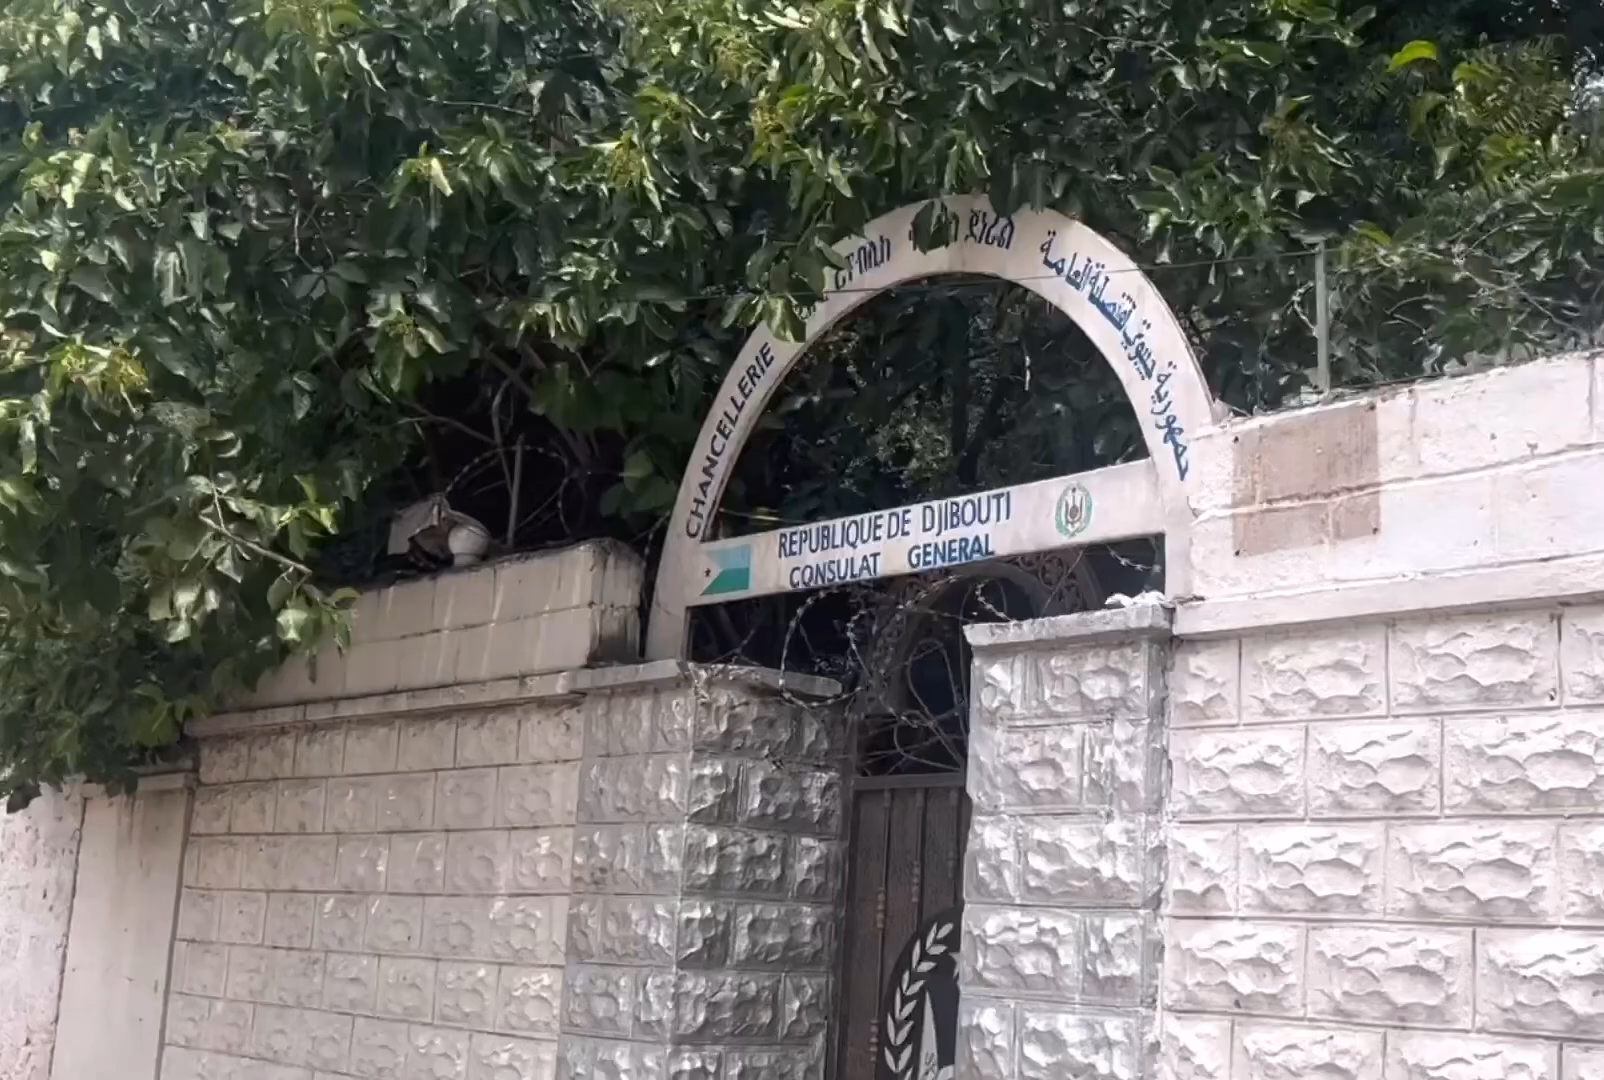 CHANCELLERIE
جمهورية جيبوتي القنصلية العامة
REPUBLIQUE DE DJIBOUTI
CONSULAT GENERAL